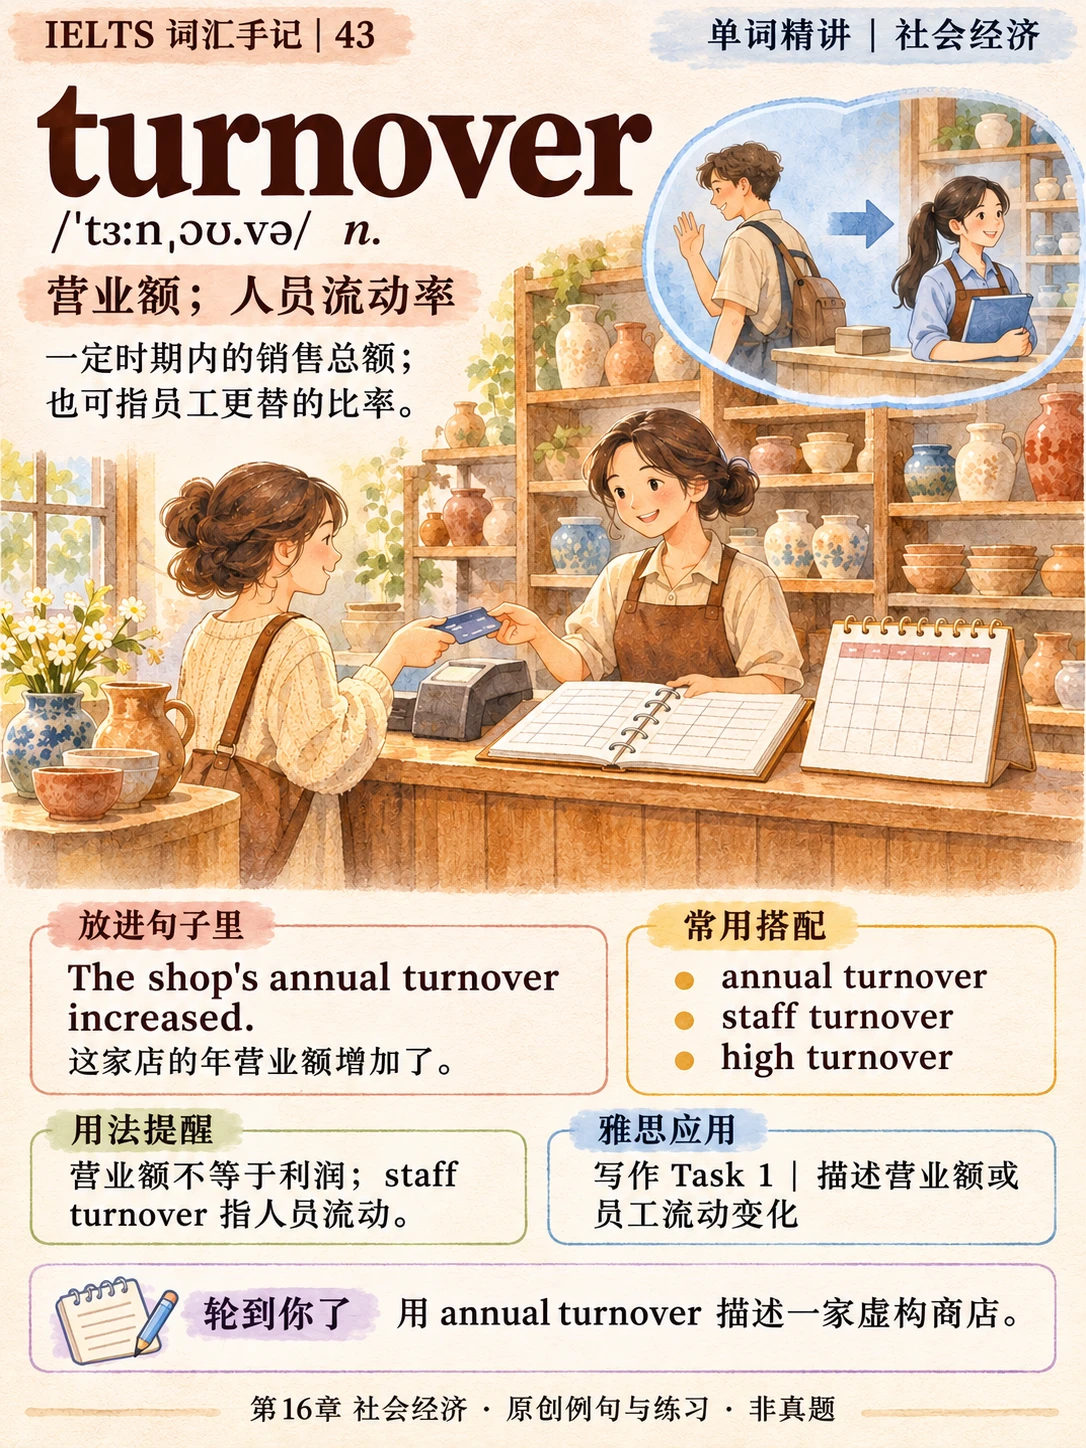 IELTS 词汇手记 | 43
单词精讲 | 社会经济
turnover
/ˈtɜːnˌɔʊ.və/ n.
营业额；人员流动率
一定时期内的销售总额；
也可指员工更替的比率。
放进句子里
The shop's annual turnover
increased.
这家店的年营业额增加了。
常用搭配
annual turnover
staff turnover
high turnover
用法提醒
营业额不等于利润；staff
turnover 指人员流动。
雅思应用
写作 Task 1 | 描述营业额或
员工流动变化
轮到你了 用 annual turnover 描述一家虚构商店。
第16章 社会经济 · 原创例句与练习 · 非真题